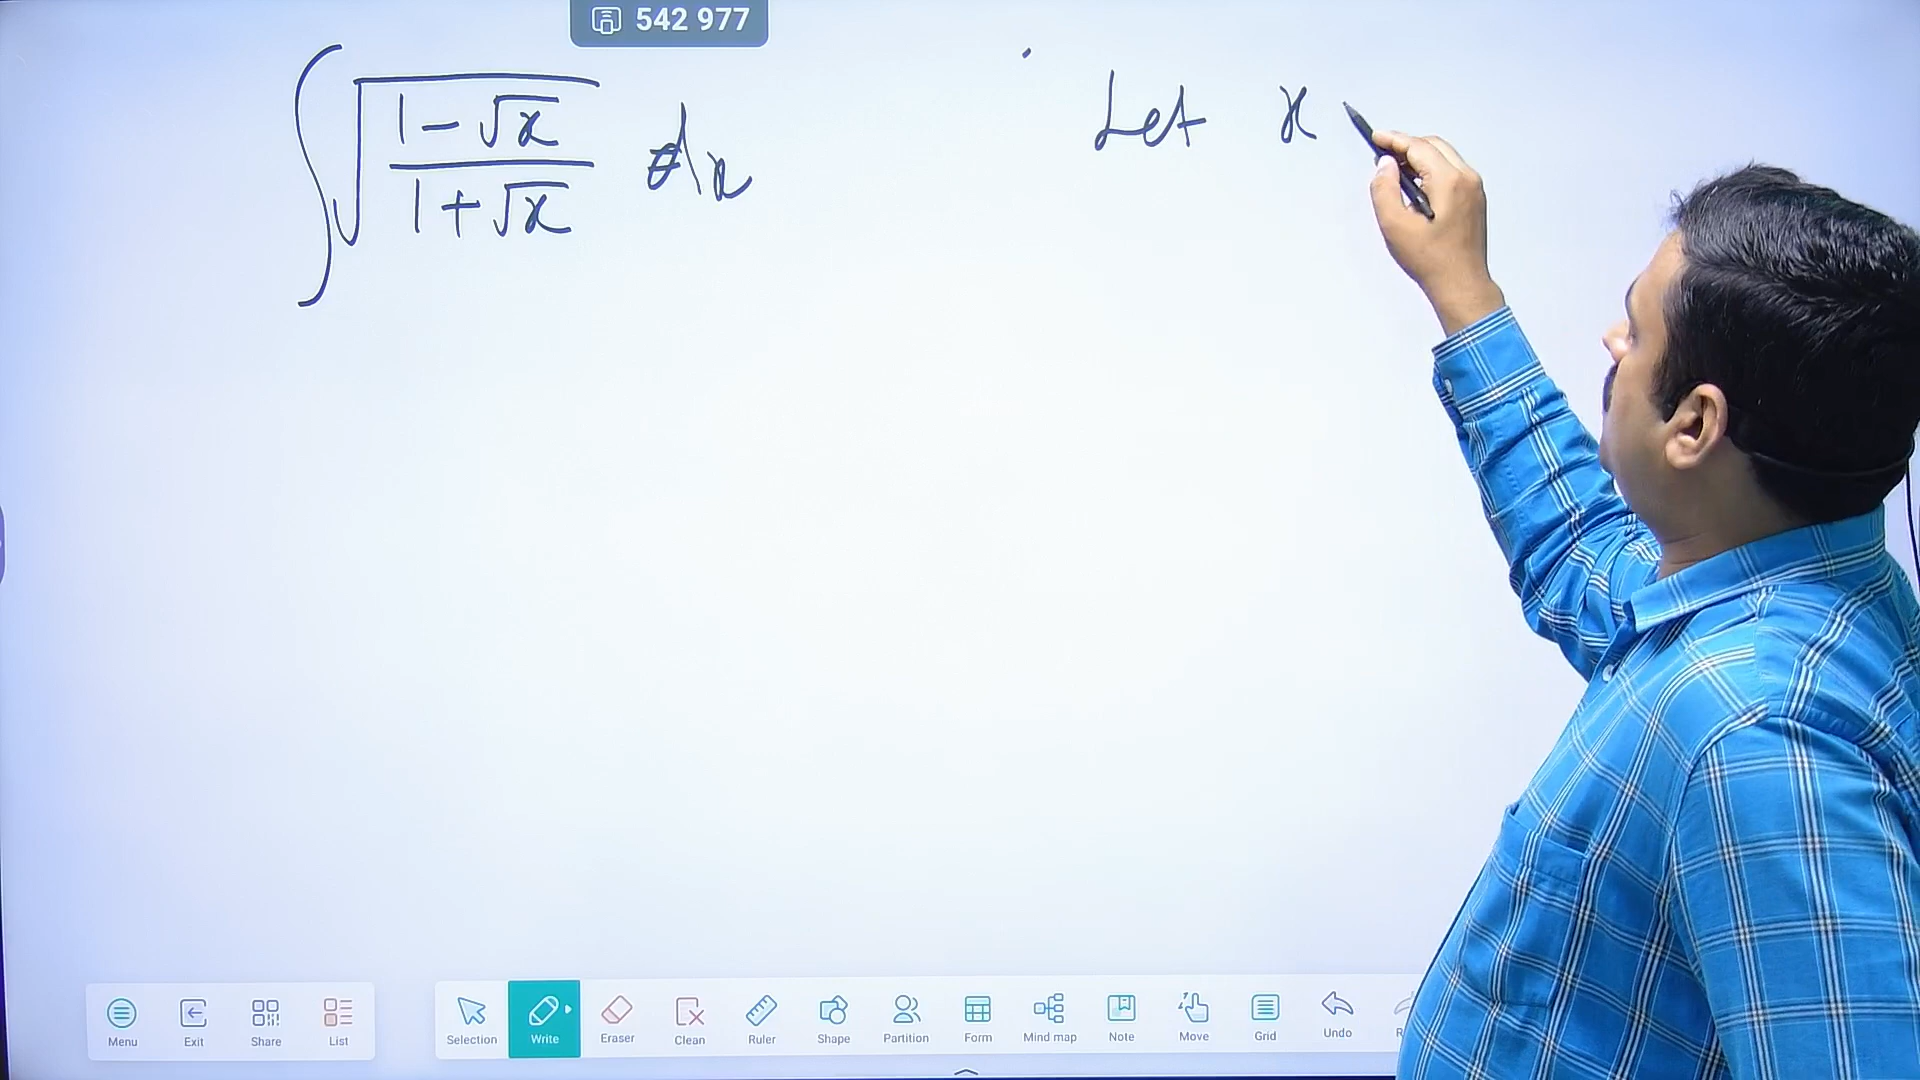 542 977
∫ √((1-√x)/(1+√x)) dx
Let x
Menu Exit Share List Selection Write Eraser Clean Ruler Shape Partition Form Mind map Note Move Grid Undo